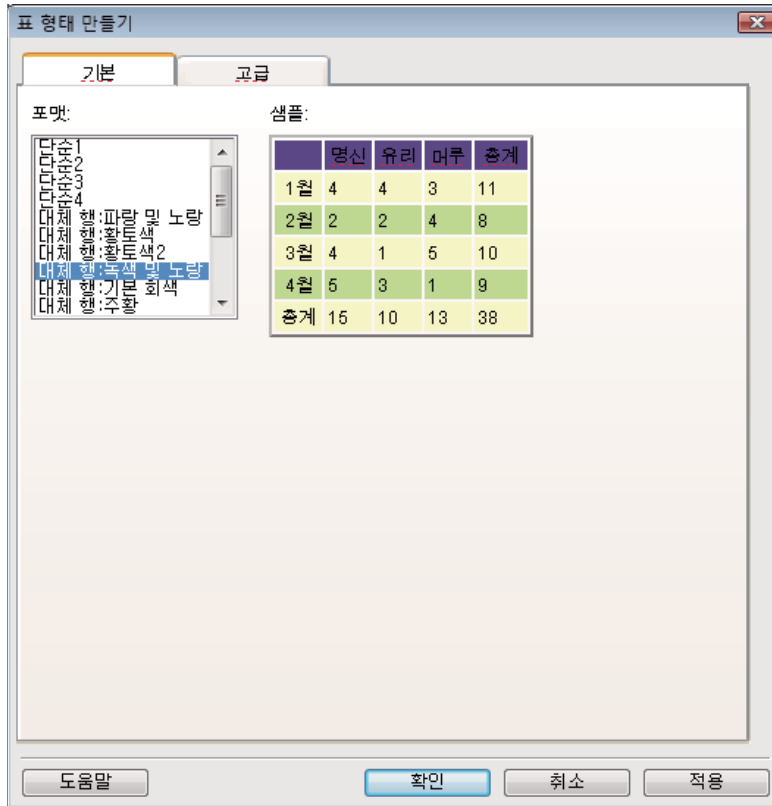 표 형태 만들기
기본 고급
포맷: 샘플:
단순1
단순2
단순3
단순4
대체 행:파랑 및 노랑
대체 행:황토색
대체 행:황토색2
대체 행:녹색 및 노랑
대체 행:기본 회색
대체 행:주황
명신 유리 머루 총계
1월 4 4 3 11
2월 2 2 4 8
3월 4 1 5 10
4월 5 3 1 9
총계 15 10 13 38
도움말 확인 취소 적용